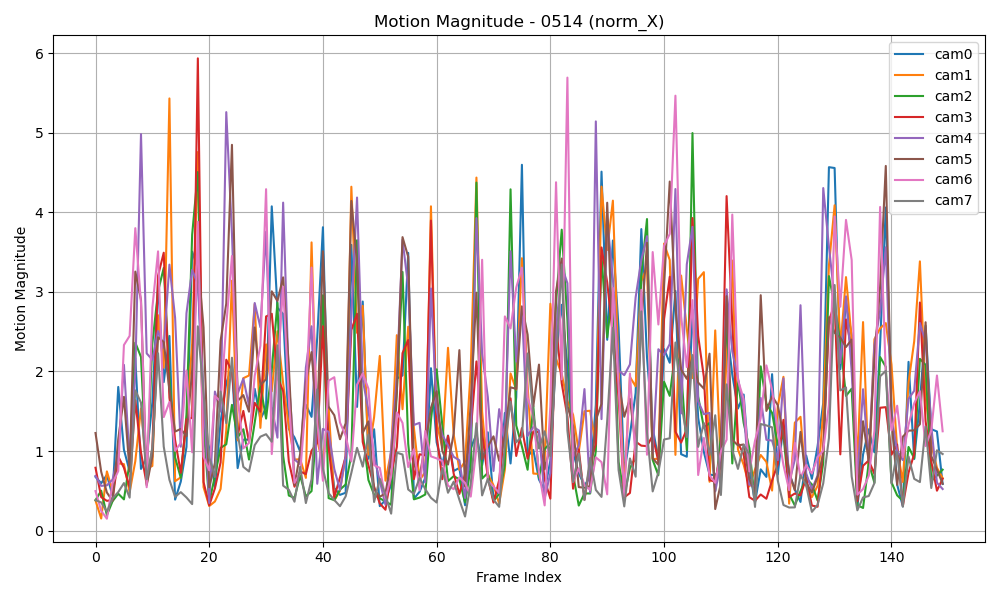 Motion Magnitude - 0514 (norm_X)
Motion Magnitude
6
5
4
3
2
1
0
0 20 40 60 80 100 120 140
Frame Index
cam0
cam1
cam2
cam3
cam4
cam5
cam6
cam7